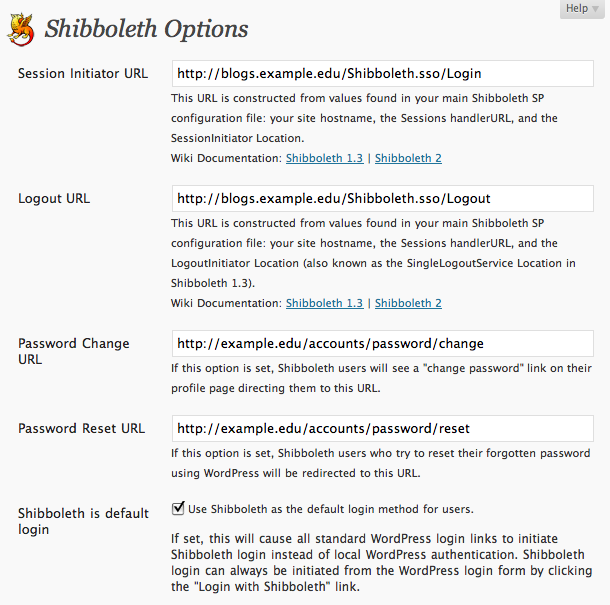 Help
Shibboleth Options
Session Initiator URL
http://blogs.example.edu/Shibboleth.sso/Login
This URL is constructed from values found in your main Shibboleth SP
configuration file: your site hostname, the Sessions handlerURL, and the
SessionInitiator Location.
Wiki Documentation: Shibboleth 1.3 | Shibboleth 2
Logout URL
http://blogs.example.edu/Shibboleth.sso/Logout
This URL is constructed from values found in your main Shibboleth SP
configuration file: your site hostname, the Sessions handlerURL, and the
LogoutInitiator Location (also known as the SingleLogoutService Location in
Shibboleth 1.3).
Wiki Documentation: Shibboleth 1.3 | Shibboleth 2
Password Change
URL
http://example.edu/accounts/password/change
If this option is set, Shibboleth users will see a "change password" link on their
profile page directing them to this URL.
Password Reset URL
http://example.edu/accounts/password/reset
If this option is set, Shibboleth users who try to reset their forgotten password
using WordPress will be redirected to this URL.
Shibboleth is default
login
Use Shibboleth as the default login method for users.
If set, this will cause all standard WordPress login links to initiate
Shibboleth login instead of local WordPress authentication. Shibboleth
login can always be initiated from the WordPress login form by clicking
the "Login with Shibboleth" link.